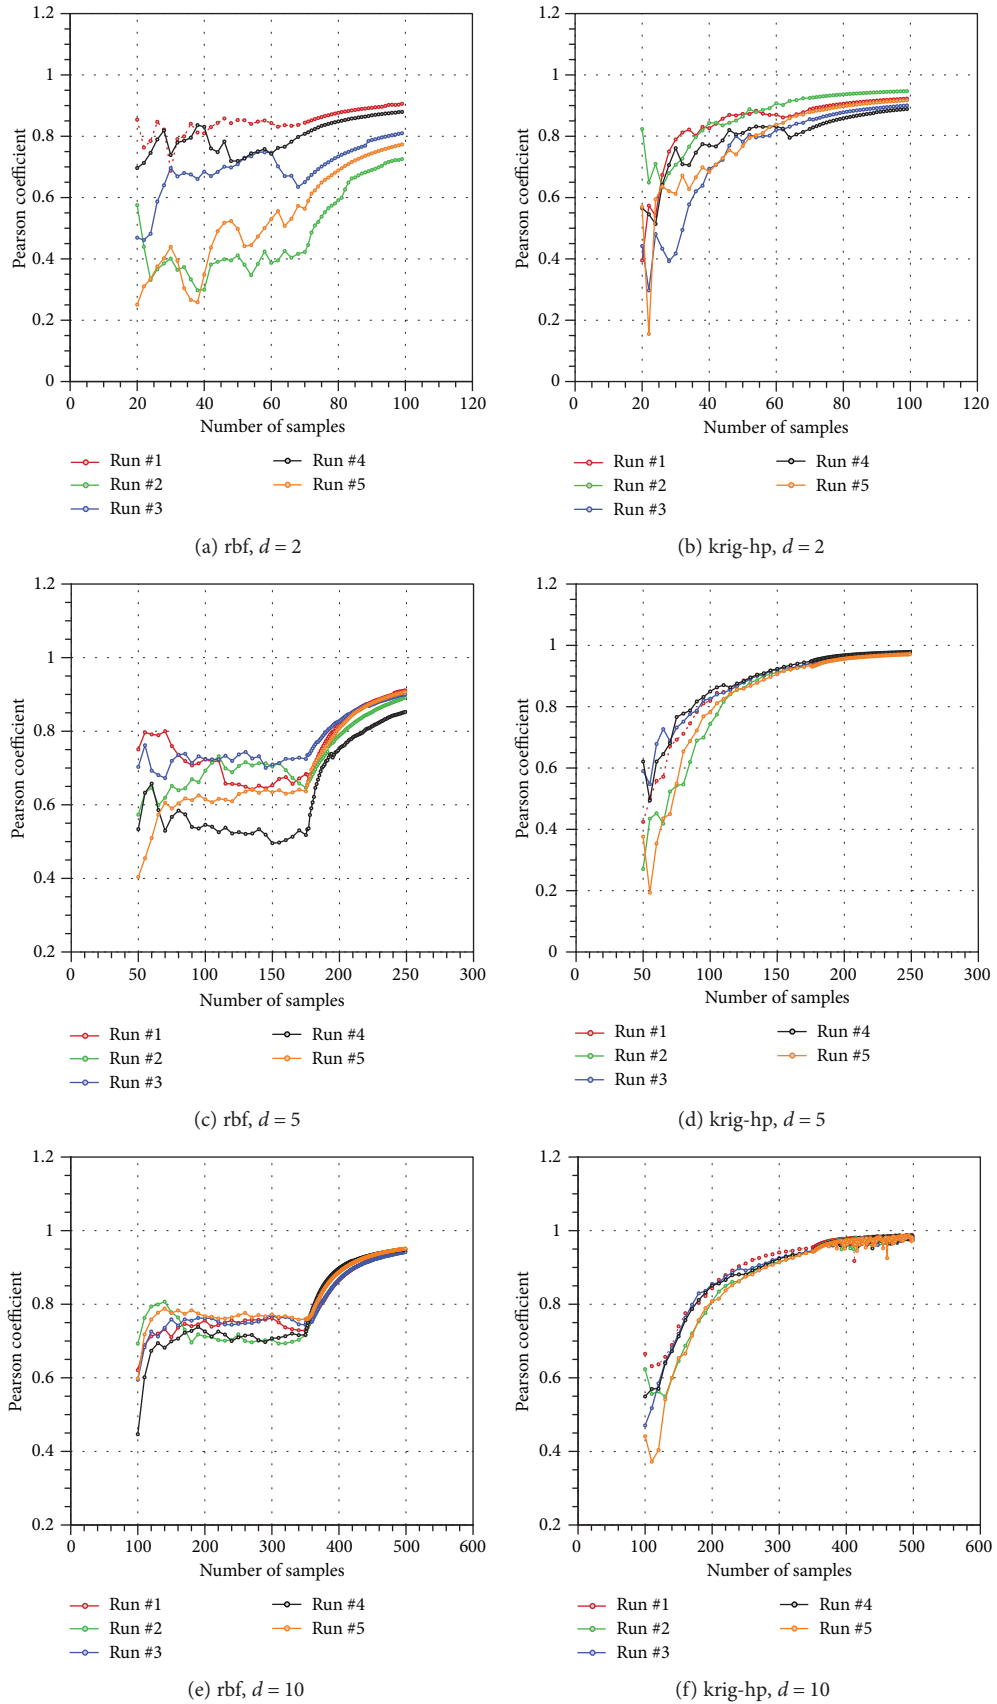 1.2
1
0.8
0.6
0.4
0.2
0
Pearson coefficient
0 20 40 60 80 100 120
Number of samples
Run #1
Run #2
Run #3
Run #4
Run #5
(a) rbf, d = 2
1.2
1
0.8
0.6
0.4
0.2
0
Pearson coefficient
0 20 40 60 80 100 120
Number of samples
Run #1
Run #2
Run #3
Run #4
Run #5
(b) krig-hp, d = 2
1.2
1
0.8
0.6
0.4
0.2
Pearson coefficient
0 50 100 150 200 250 300
Number of samples
Run #1
Run #2
Run #3
Run #4
Run #5
(c) rbf, d = 5
1.2
1
0.8
0.6
0.4
0.2
0
Pearson coefficient
0 50 100 150 200 250 300
Number of samples
Run #1
Run #2
Run #3
Run #4
Run #5
(d) krig-hp, d = 5
1.2
1
0.8
0.6
0.4
0.2
Pearson coefficient
0 100 200 300 400 500 600
Number of samples
Run #1
Run #2
Run #3
Run #4
Run #5
(e) rbf, d = 10
1.2
1
0.8
0.6
0.4
0.2
Pearson coefficient
0 100 200 300 400 500 600
Number of samples
Run #1
Run #2
Run #3
Run #4
Run #5
(f) krig-hp, d = 10